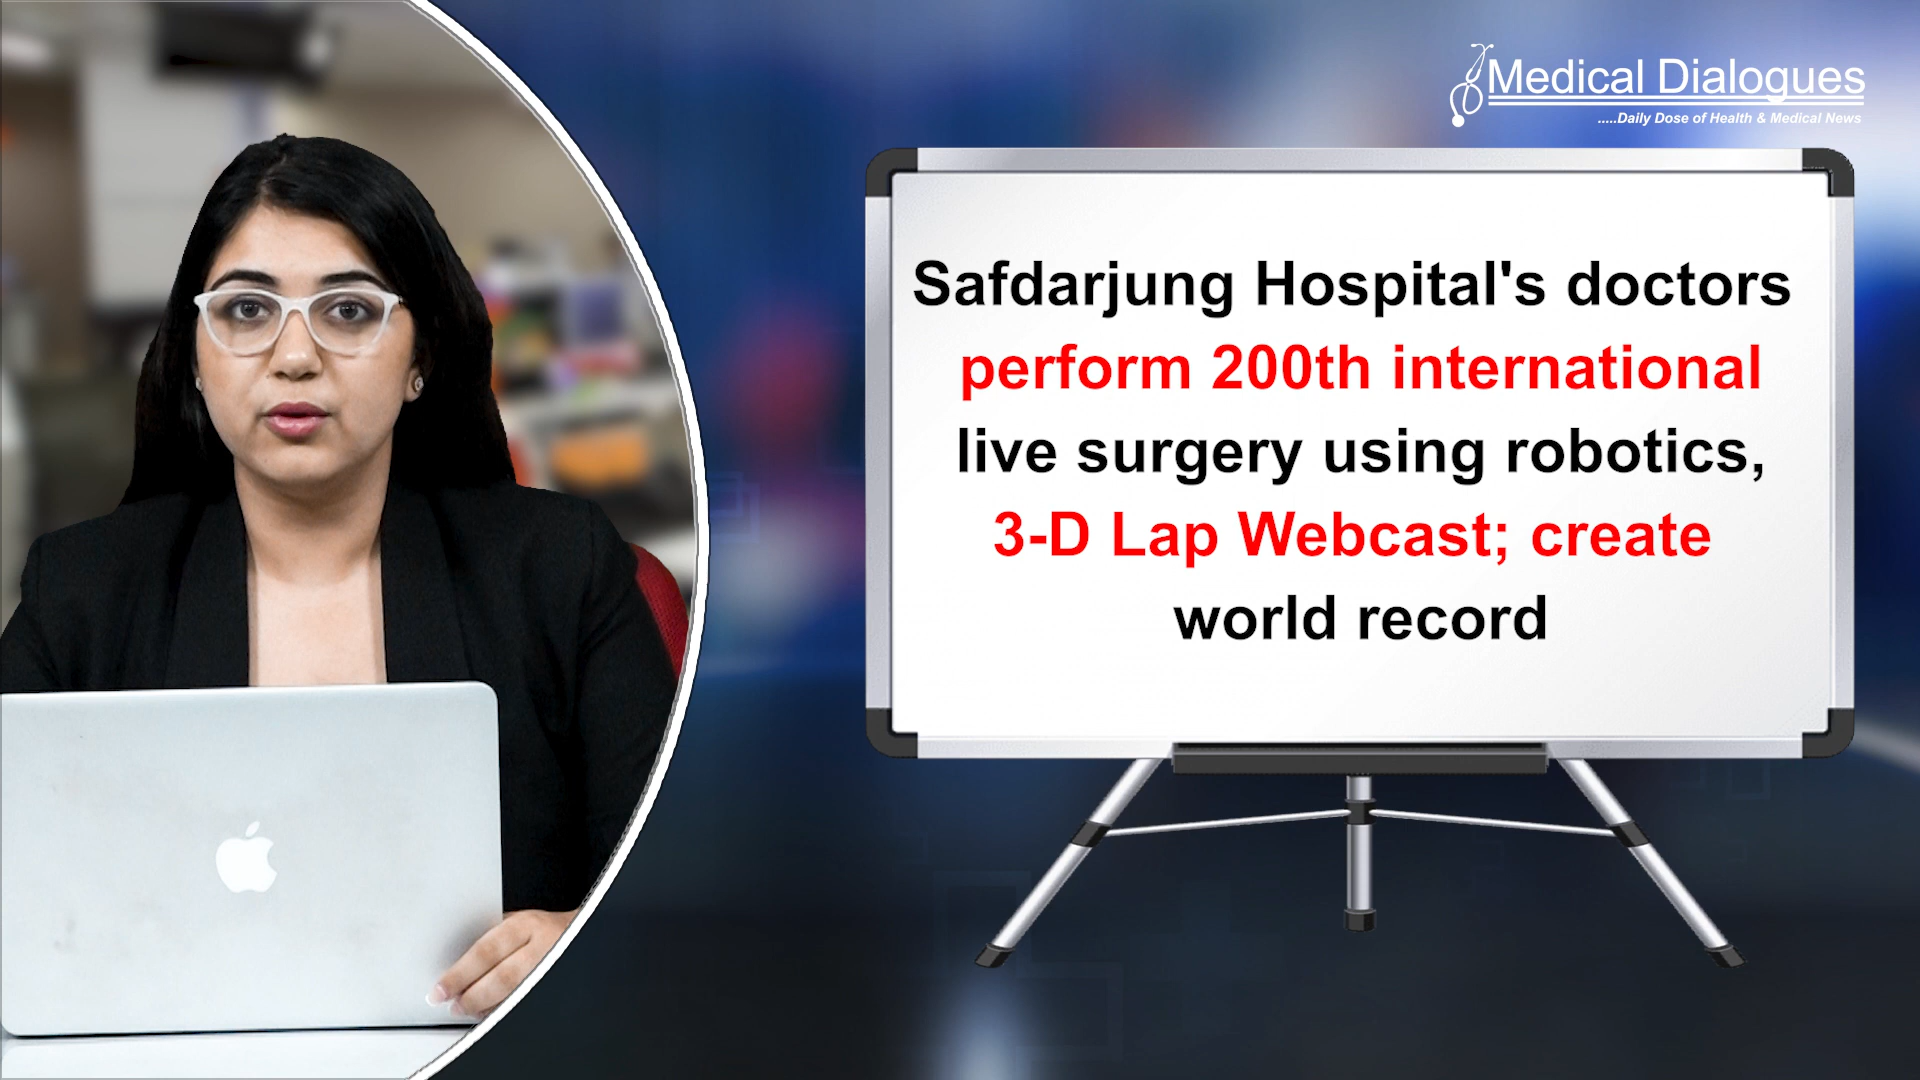 Medical Dialogues
.....Daily Dose of Health & Medical News
Safdarjung Hospital's doctors
perform 200th international
live surgery using robotics,
3-D Lap Webcast; create
world record